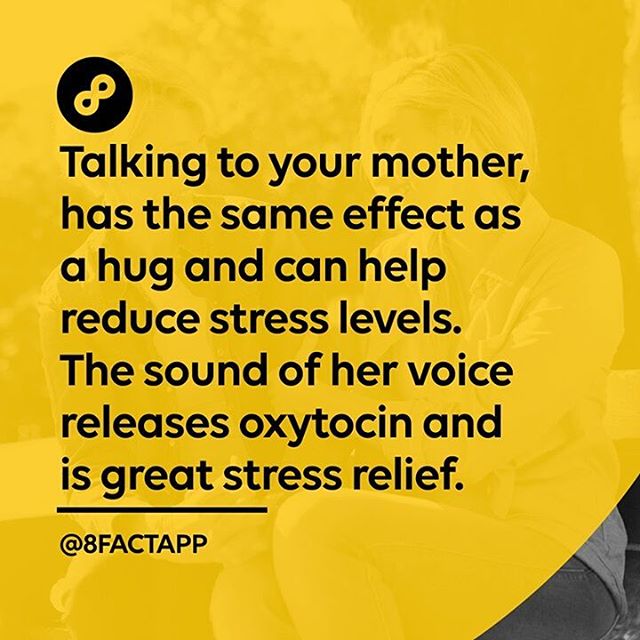 Talking to your mother,
has the same effect as
a hug and can help
reduce stress levels.
The sound of her voice
releases oxytocin and
is great stress relief.
@8FACTAPP